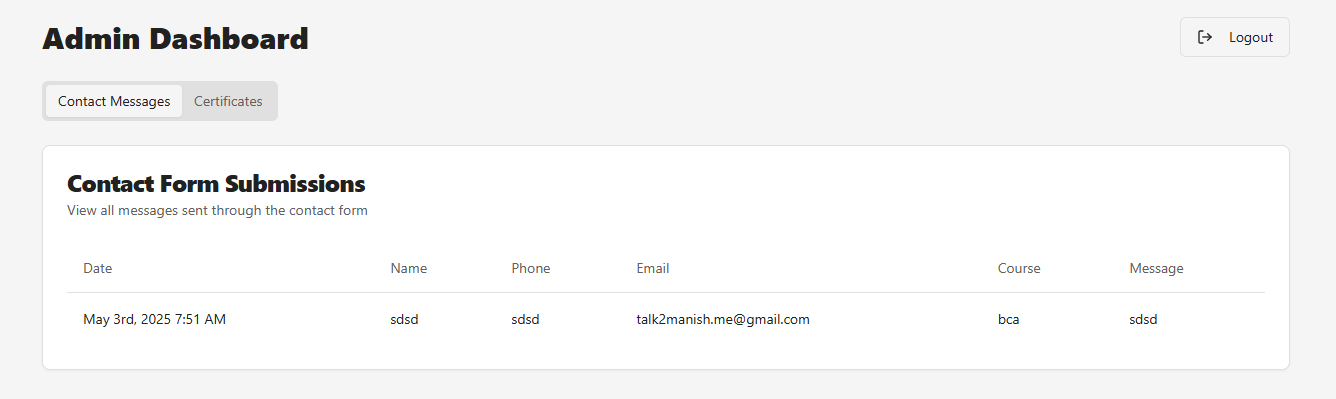 Admin Dashboard
Logout
Contact Messages Certificates
Contact Form Submissions
View all messages sent through the contact form
Date Name Phone Email Course Message
May 3rd, 2025 7:51 AM sdsd sdsd talk2manish.me@gmail.com bca sdsd